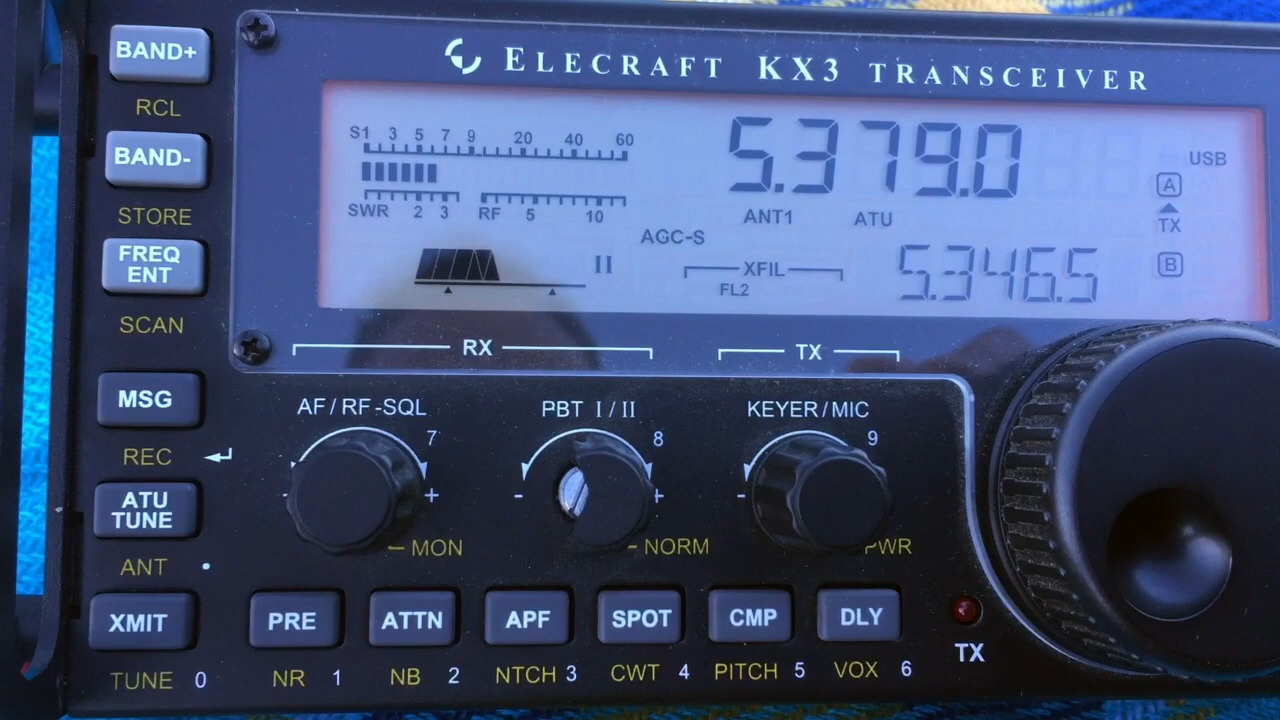 ELECRAFT KX3 TRANSCEIVER
BAND+
RCL
BAND-
STORE
FREQ
ENT
SCAN
MSG
REC
ATU
TUNE
ANT
XMIT
TUNE 0
S1 3 5 7 9 20 40 60
SWR 2 3 RF 5 10
5.379.0
USB
A
ANT1 ATU
TX
AGC-S
II
XFIL
FL2
5.346.5
B
RX
TX
AF/RF-SQL
7
- +
- MON
PBT I/II
8
- +
- NORM
KEYER/MIC
9
-
PWR
PRE
NR 1
ATTN
NB 2
APF
NTCH 3
SPOT
CWT 4
CMP
PITCH 5
DLY
VOX 6
TX